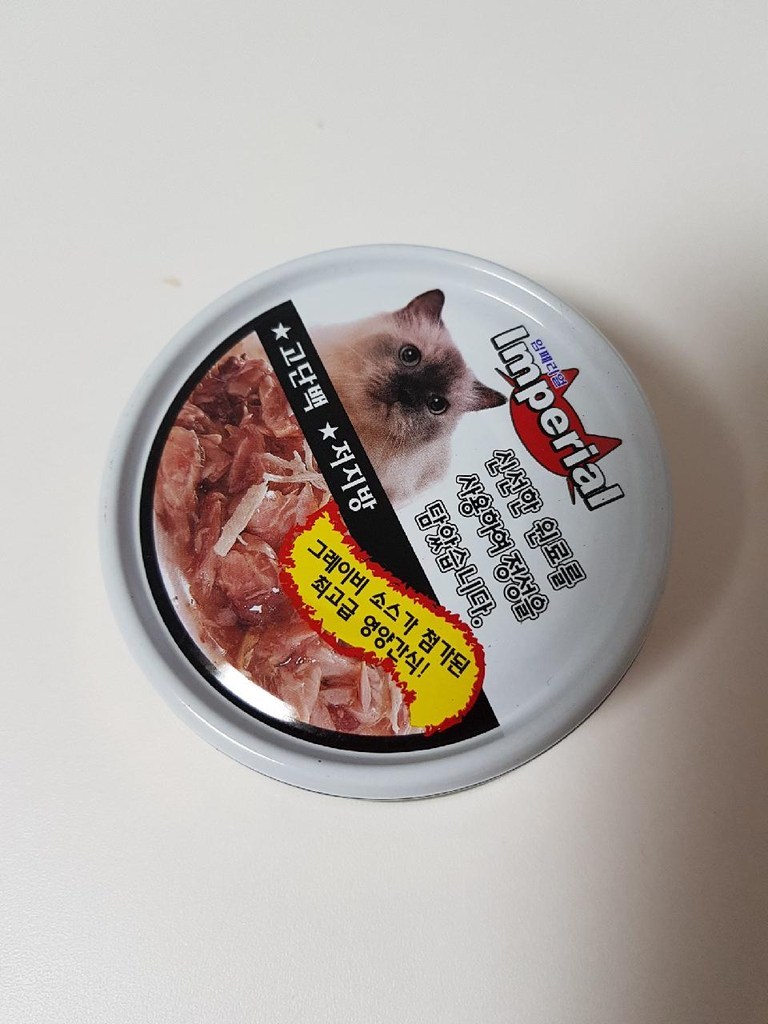 임페리얼
Imperial
신선한 원료를
사용하여 정성을
담았습니다.
★고단백 ★저지방
그레이비 소스가 첨가된
최고급 영양간식!